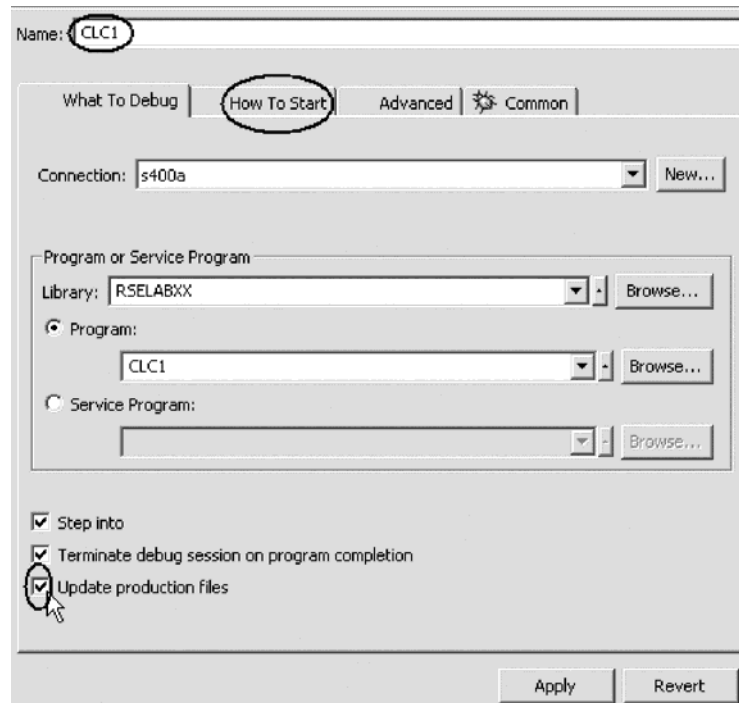 Name: CLC1
What To Debug How To Start Advanced Common
Connection: s400a New...
Program or Service Program
Library: RSELABXX Browse...
Program:
CLC1 Browse...
Service Program:
Browse...
Step into
Terminate debug session on program completion
Update production files
Apply Revert